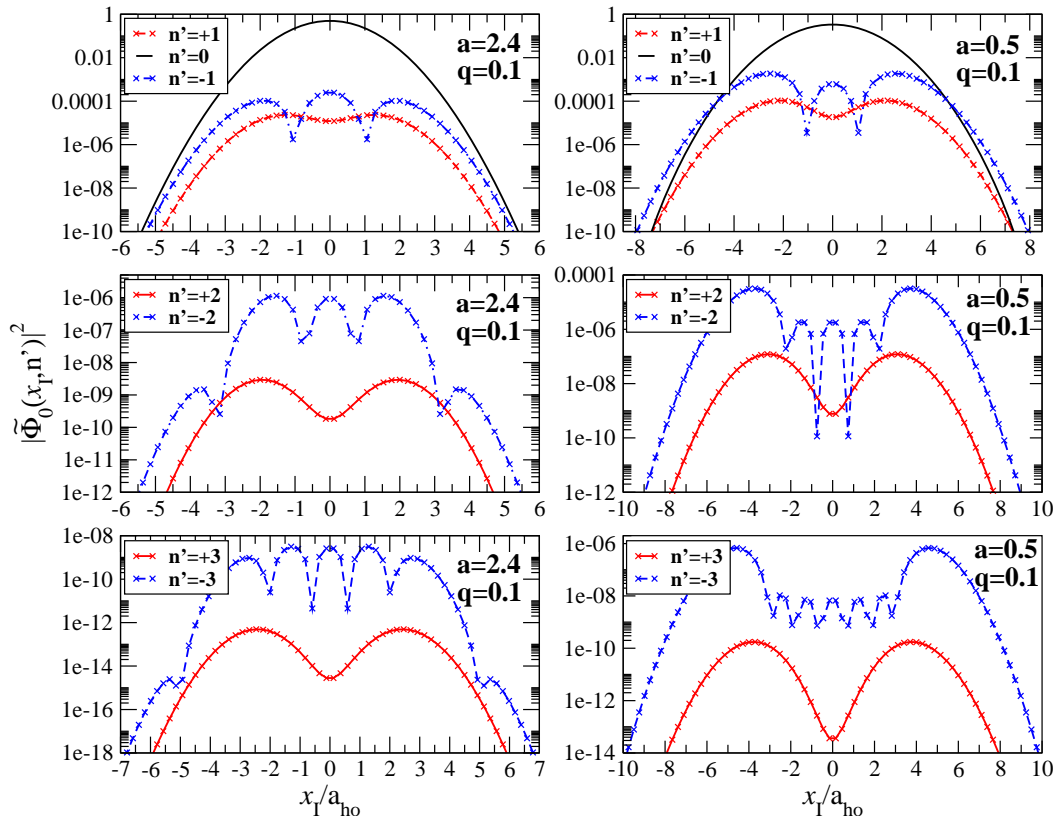 |Φ̃₀(x_I,n')|²
1
0.01
0.0001
1e-06
1e-08
1e-10
n'=+1
n'=0
n'=-1
a=2.4
q=0.1
-6 -5 -4 -3 -2 -1 0 1 2 3 4 5 6
1
0.01
0.0001
1e-06
1e-08
1e-10
n'=+1
n'=0
n'=-1
a=0.5
q=0.1
-8 -6 -4 -2 0 2 4 6 8
1e-06
1e-07
1e-08
1e-09
1e-10
1e-11
1e-12
n'=+2
n'=-2
a=2.4
q=0.1
-6 -5 -4 -3 -2 -1 0 1 2 3 4 5 6
0.0001
1e-06
1e-08
1e-10
1e-12
n'=+2
n'=-2
a=0.5
q=0.1
-10 -8 -6 -4 -2 0 2 4 6 8 10
1e-08
1e-10
1e-12
1e-14
1e-16
1e-18
n'=+3
n'=-3
a=2.4
q=0.1
-7 -6 -5 -4 -3 -2 -1 0 1 2 3 4 5 6 7
x_I/a_ho
1e-06
1e-08
1e-10
1e-12
1e-14
n'=+3
n'=-3
a=0.5
q=0.1
-10 -8 -6 -4 -2 0 2 4 6 8 10
x_I/a_ho